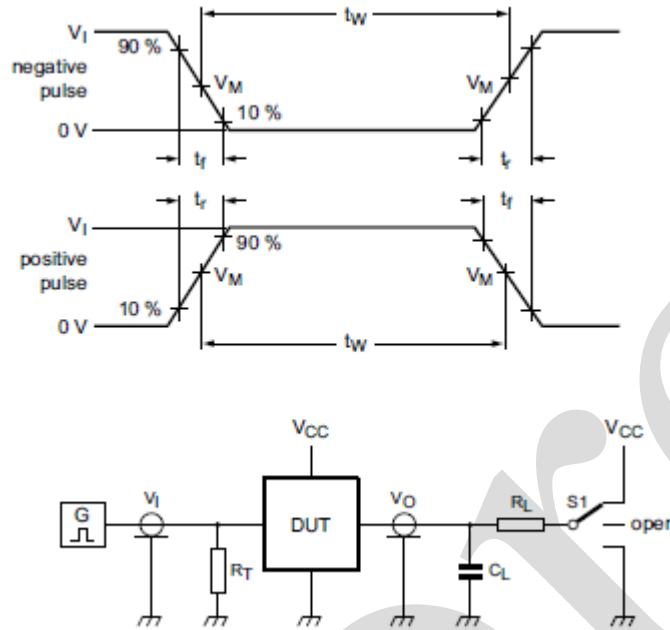 tW
VI
90 %
negative
pulse
VM
VM
10 %
0 V
tf
tr
tr
tf
VI
90 %
positive
pulse
VM
VM
10 %
0 V
tW
VCC
VCC
G
VI
DUT
VO
RL
S1
open
RT
CL